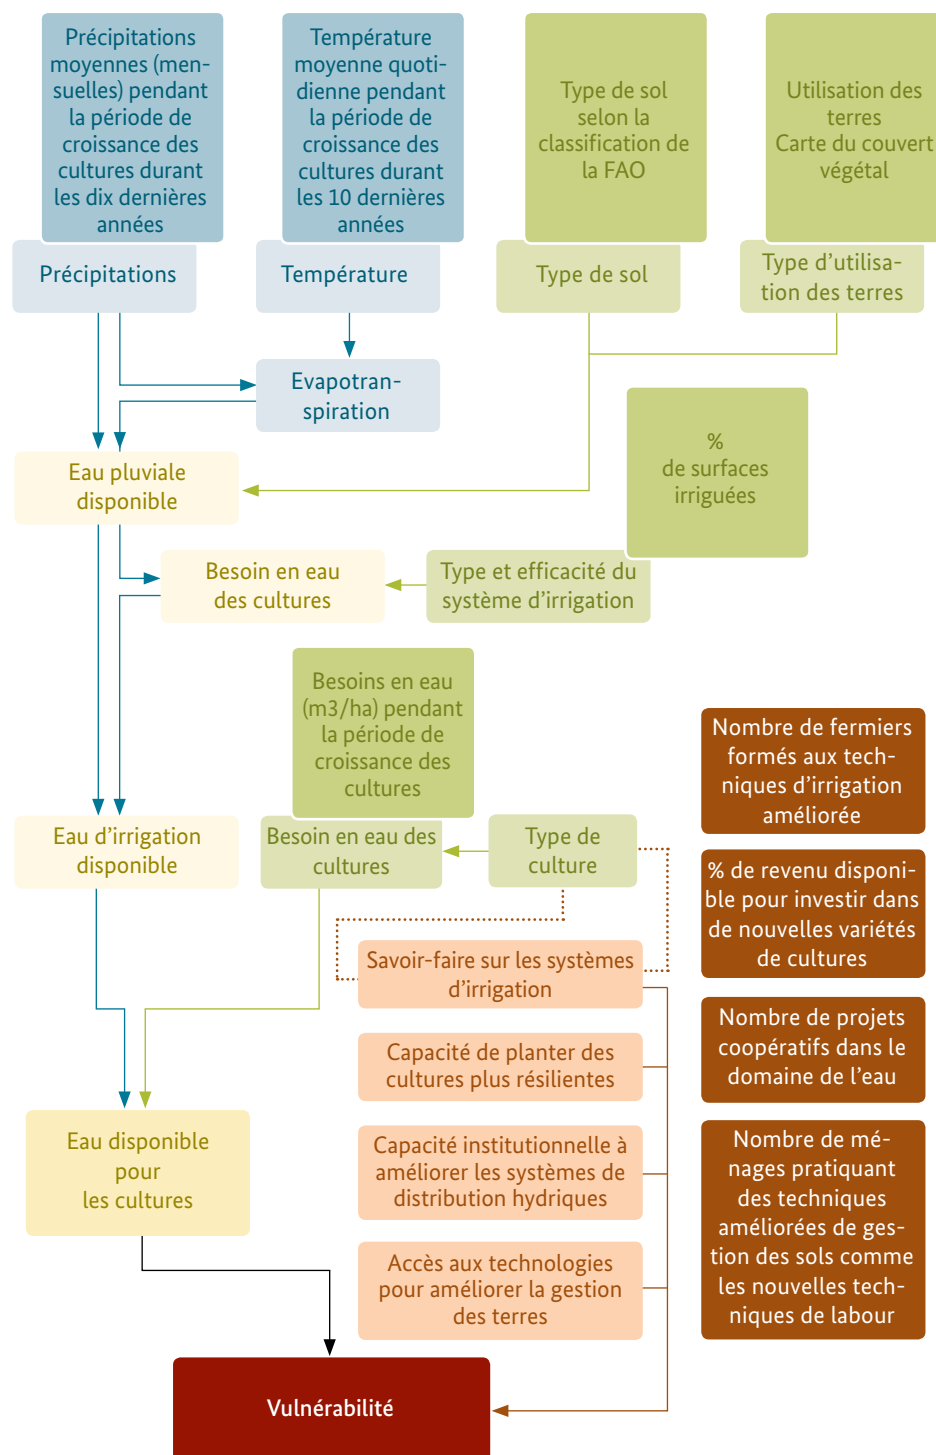 Précipitations
moyennes (men-
suelles) pendant
la période de
croissance des
cultures durant
les dix dernières
années
Température
moyenne quoti-
dienne pendant
la période de
croissance des
cultures durant
les 10 dernières
années
Type de sol
selon la
classification de
la FAO
Utilisation des
terres
Carte du couvert
végétal
Précipitations
Température
Type de sol
Type d’utilisa-
tion des terres
Evapotran-
spiration
%
de surfaces
irriguées
Eau pluviale
disponible
Besoin en eau
des cultures
Type et efficacité du
système d’irrigation
Besoins en eau
(m3/ha) pendant
la période de
croissance des
cultures
Nombre de fermiers
formés aux tech-
niques d’irrigation
améliorée
Eau d’irrigation
disponible
Besoin en eau des
cultures
Type de
culture
% de revenu disponi-
ble pour investir dans
de nouvelles variétés
de cultures
Savoir-faire sur les systèmes
d’irrigation
Nombre de projets
coopératifs dans le
domaine de l’eau
Capacité de planter des
cultures plus résilientes
Eau disponible
pour
les cultures
Capacité institutionnelle à
améliorer les systèmes de
distribution hydriques
Nombre de mé-
nages pratiquant
des techniques
améliorées de ges-
tion des sols comme
les nouvelles tech-
niques de labour
Accès aux technologies
pour améliorer la gestion
des terres
Vulnérabilité